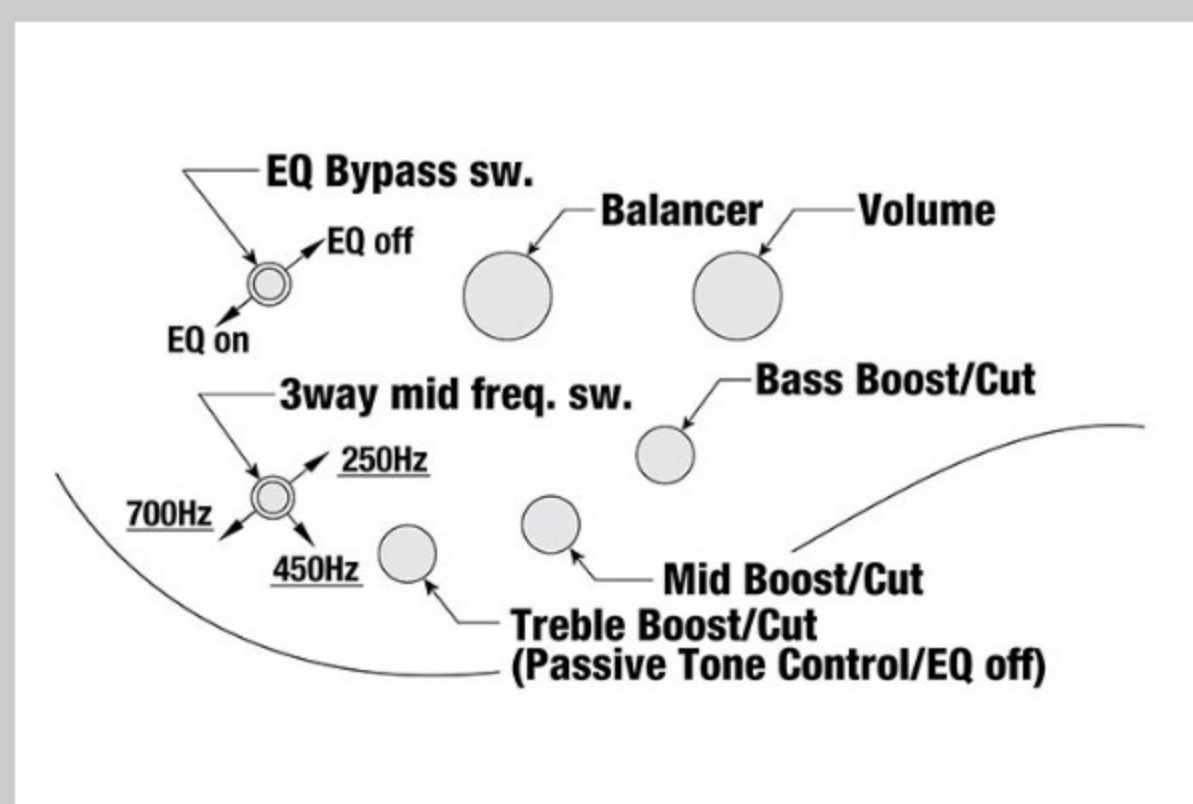 EQ Bypass sw.
Balancer
Volume
EQ off
EQ on
Bass Boost/Cut
3way mid freq. sw.
250Hz
700Hz
450Hz
Mid Boost/Cut
Treble Boost/Cut
(Passive Tone Control/EQ off)